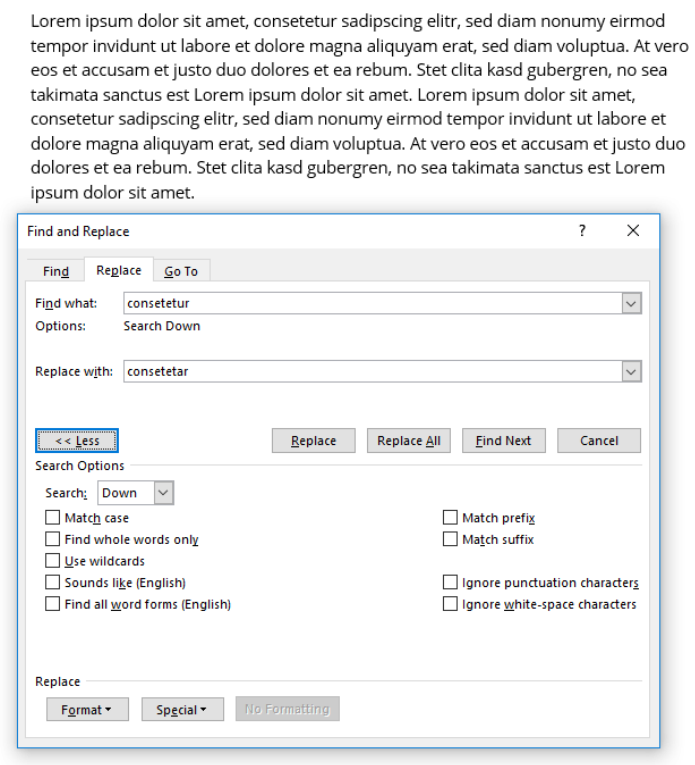 Lorem ipsum dolor sit amet, consetetur sadipscing elitr, sed diam nonumy eirmod
tempor invidunt ut labore et dolore magna aliquyam erat, sed diam voluptua. At vero
eos et accusam et justo duo dolores et ea rebum. Stet clita kasd gubergren, no sea
takimata sanctus est Lorem ipsum dolor sit amet. Lorem ipsum dolor sit amet,
consetetur sadipscing elitr, sed diam nonumy eirmod tempor invidunt ut labore et
dolore magna aliquyam erat, sed diam voluptua. At vero eos et accusam et justo duo
dolores et ea rebum. Stet clita kasd gubergren, no sea takimata sanctus est Lorem
ipsum dolor sit amet.
Find and Replace ?
Find Replace Go To
Find what: consetetur
Options: Search Down
Replace with: consetetar
<< Less Replace Replace All Find Next Cancel
Search Options
Search: Down
Match case Match prefix
Find whole words only Match suffix
Use wildcards
Sounds like (English) Ignore punctuation characters
Find all word forms (English) Ignore white-space characters
Replace
Format Special No Formatting